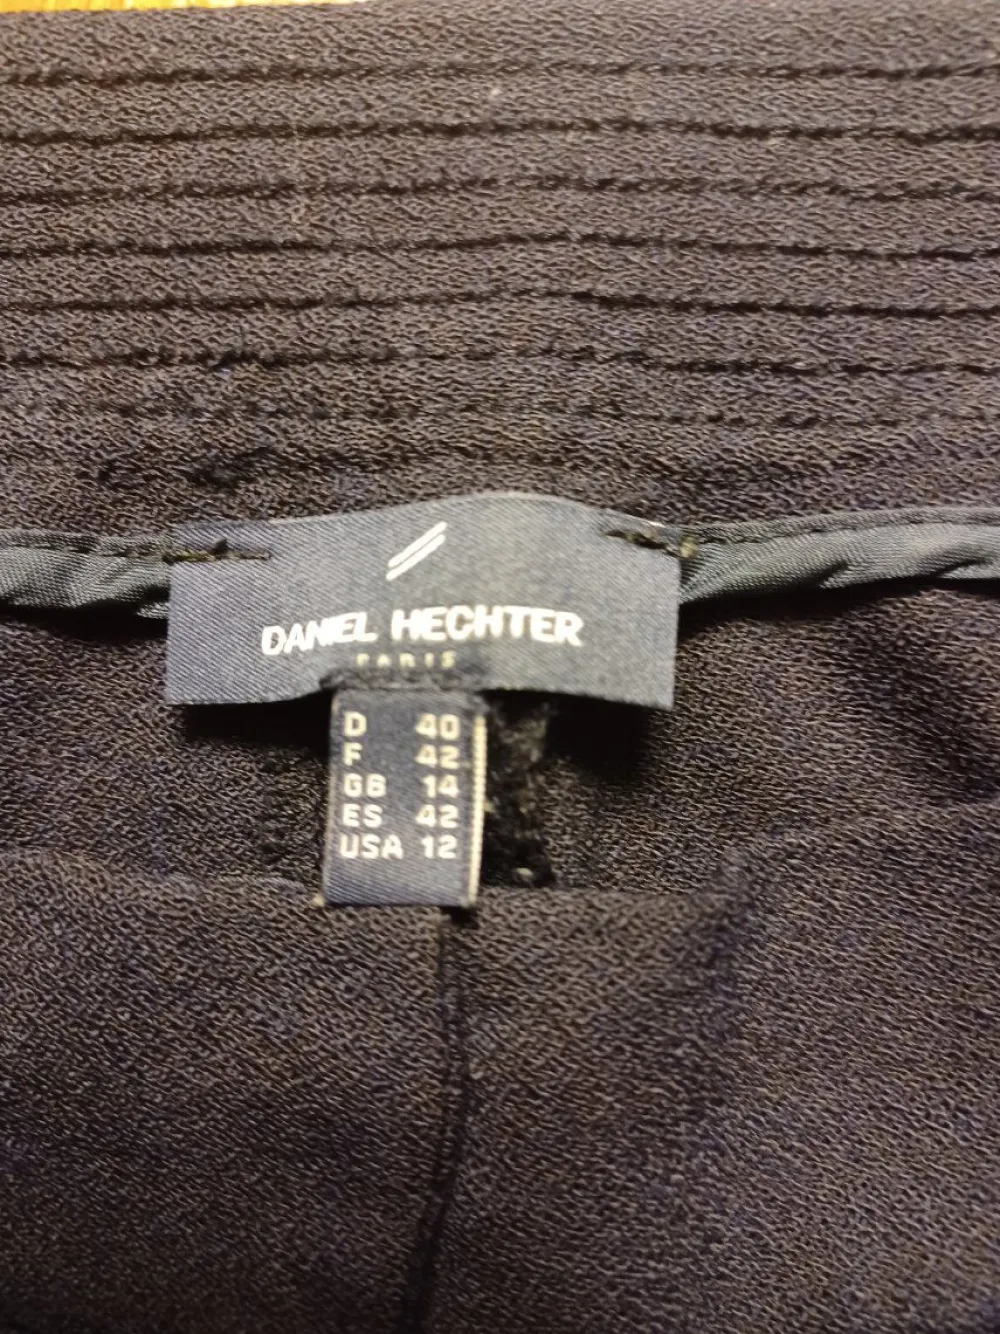 DANIEL HECHTER
PARIS
D 40
F 42
GB 14
ES 42
USA 12